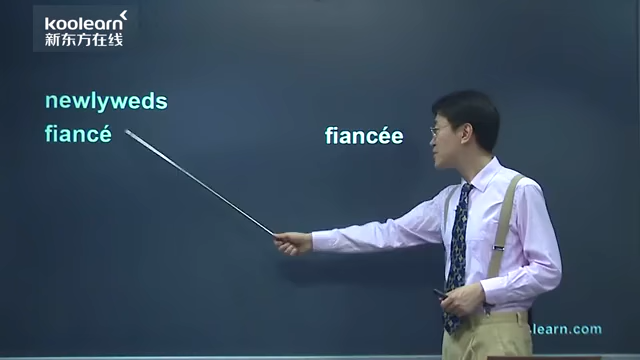 koolearn
新东方在线
newlyweds
fiancé fiancée
.learn.com